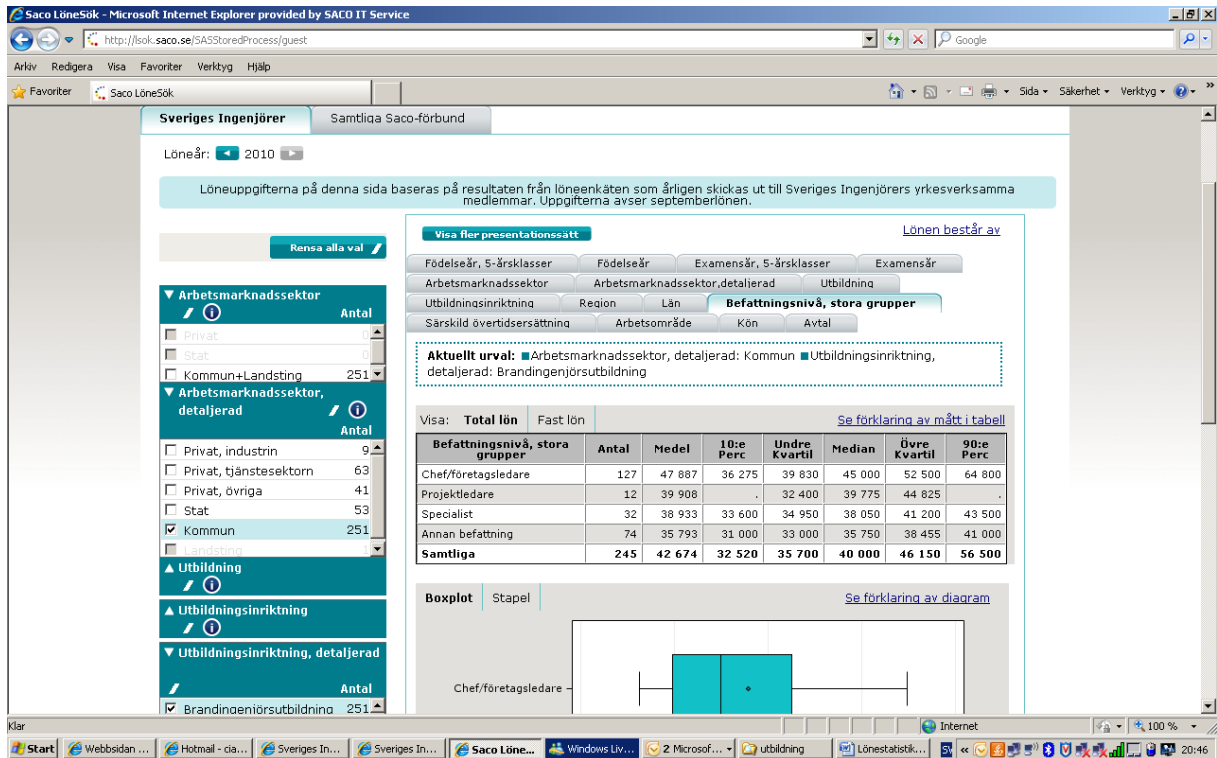 Saco LöneSök - Microsoft Internet Explorer provided by SACO IT Service
http://lsok.saco.se/SASStoredProcess/guest
Google
Arkiv Redigera Visa Favoriter Verktyg Hjälp
Favoriter Saco LöneSök Sida Säkerhet Verktyg »
Sveriges Ingenjörer Samtliga Saco-förbund
Löneår: 2010
Löneuppgifterna på denna sida baseras på resultaten från löneenkäten som årligen skickas ut till Sveriges Ingenjörers yrkesverksamma
medlemmar. Uppgifterna avser septemberlönen.
Rensa alla val
Arbetsmarknadssektor
Antal
Privat 0
Stat 0
Kommun+Landsting 251
Arbetsmarknadssektor,
detaljerad
Antal
Privat, industrin 9
Privat, tjänstesektorn 63
Privat, övriga 41
Stat 53
Kommun 251
Landsting 1
Utbildning
Utbildningsinriktning
Utbildningsinriktning, detaljerad
Antal
Brandingenjörsutbildning 251
Visa fler presentationssätt Lönen består av
Födelseår, 5-årsklasser Födelseår Examensår, 5-årsklasser Examensår
Arbetsmarknadssektor Arbetsmarknadssektor,detaljerad Utbildning
Utbildningsinriktning Region Län Befattningsnivå, stora grupper
Särskild övertidsersättning Arbetsområde Kön Avtal
Aktuellt urval: Arbetsmarknadssektor, detaljerad: Kommun Utbildningsinriktning,
detaljerad: Brandingenjörsutbildning
Visa: Total lön Fast lön Se förklaring av mått i tabell
Befattningsnivå, stora grupper Antal Medel 10:e Perc Undre Kvartil Median Övre Kvartil 90:e Perc
Chef/företagsledare 127 47 887 36 275 39 830 45 000 52 500 64 800
Projektledare 12 39 908 . 32 400 39 775 44 825 .
Specialist 32 38 933 33 600 34 950 38 050 41 200 43 500
Annan befattning 74 35 793 31 000 33 000 35 750 38 455 41 000
Samtliga 245 42 674 32 520 35 700 40 000 46 150 56 500
Boxplot Stapel Se förklaring av diagram
Chef/företagsledare
Klar Internet 100 %
Start Webbsidan ... Hotmail - cia... Sveriges In... Sveriges In... Saco Löne... Windows Liv... 2 Microsof... utbildning Lönestatistik... SV « 20:46